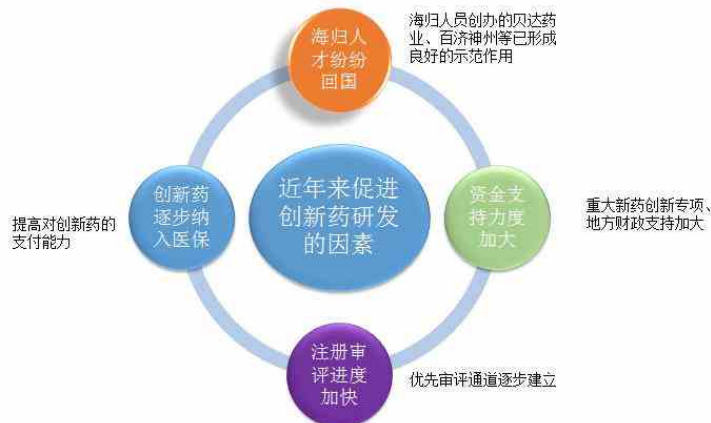 海归人
才纷纷
回国
海归人员创办的贝达药
业、百济神州等已形成
良好的示范作用
创新药
逐步纳
入医保
提高对创新药的
支付能力
近年来促进
创新药研发
的因素
资金支
持力度
加大
重大新药创新专项、
地方财政支持加大
注册审
评进度
加快
优先审评通道逐步建立